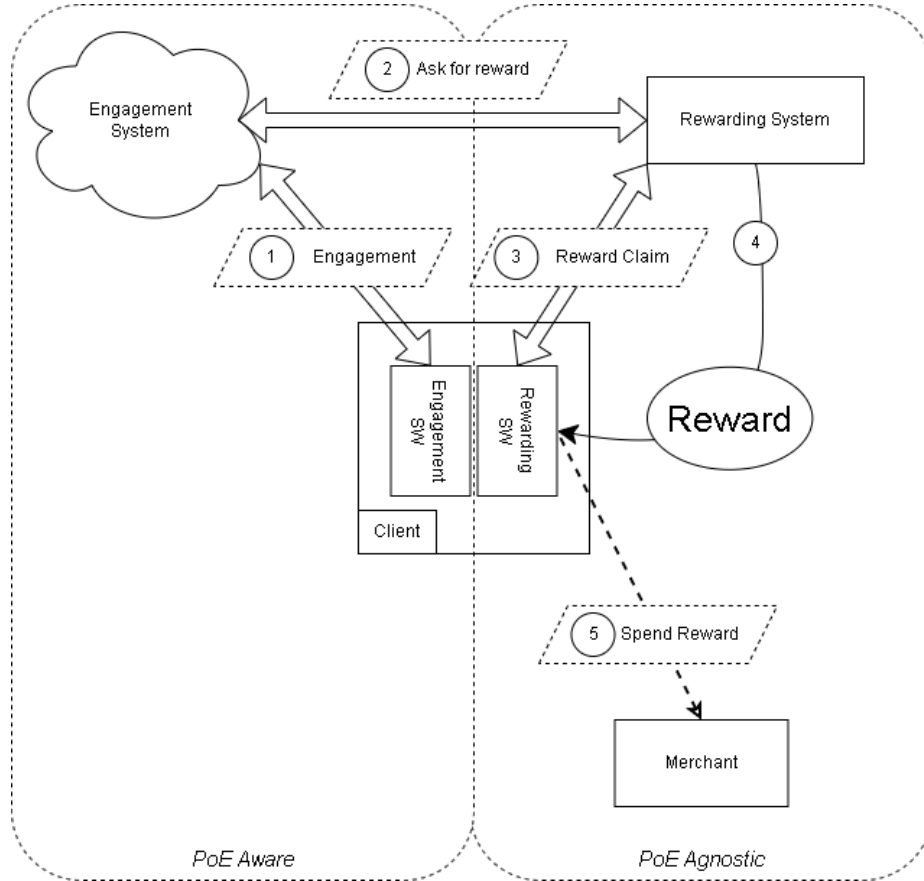 2 Ask for reward
Engagement
System
Rewarding System
1 Engagement
3 Reward Claim
4
Engagement
SW
Rewarding
SW
Reward
Client
5 Spend Reward
Merchant
PoE Aware
PoE Agnostic